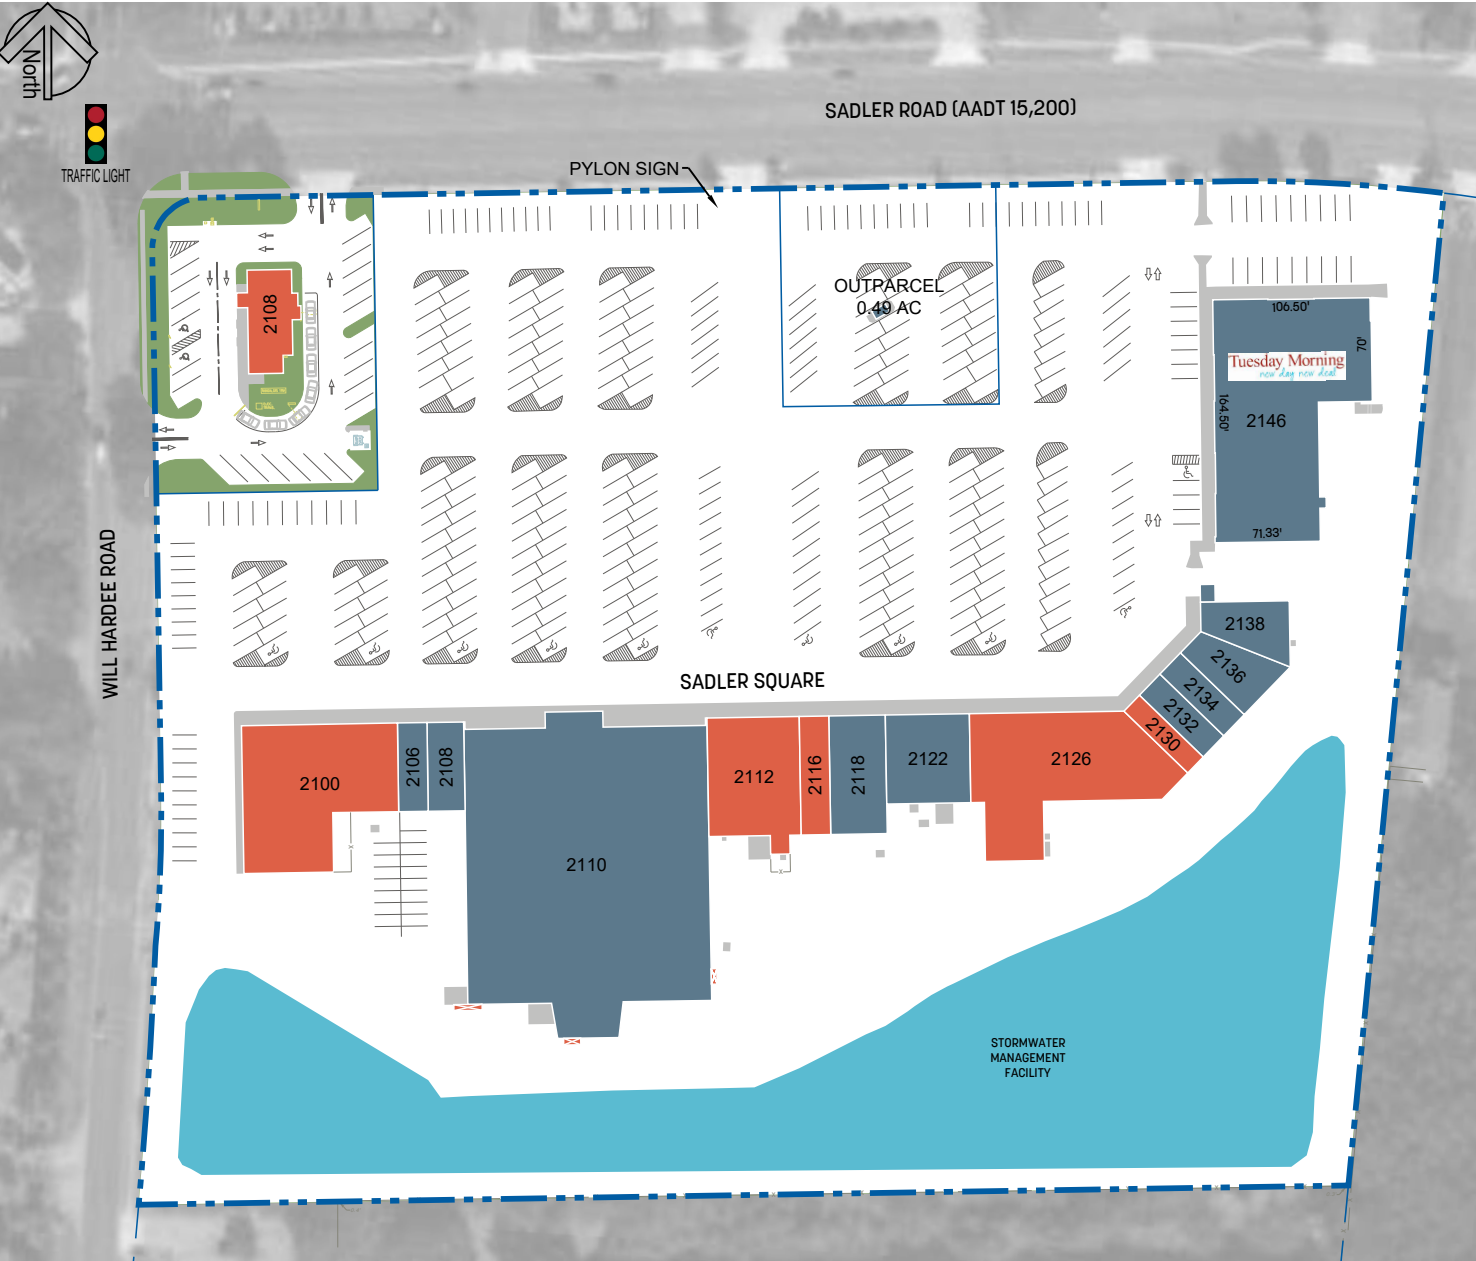 North
TRAFFIC LIGHT
SADLER ROAD (AADT 15,200)
PYLON SIGN
2108
OUTPARCEL
0.49 AC
106.50'
70'
Tuesday Morning
new day new deal
164.50'
2146
71.33'
WILL HARDEE ROAD
SADLER SQUARE
2138
2136
2134
2132
2130
2100
2106
2108
2110
2112
2116
2118
2122
2126
STORMWATER
MANAGEMENT
FACILITY